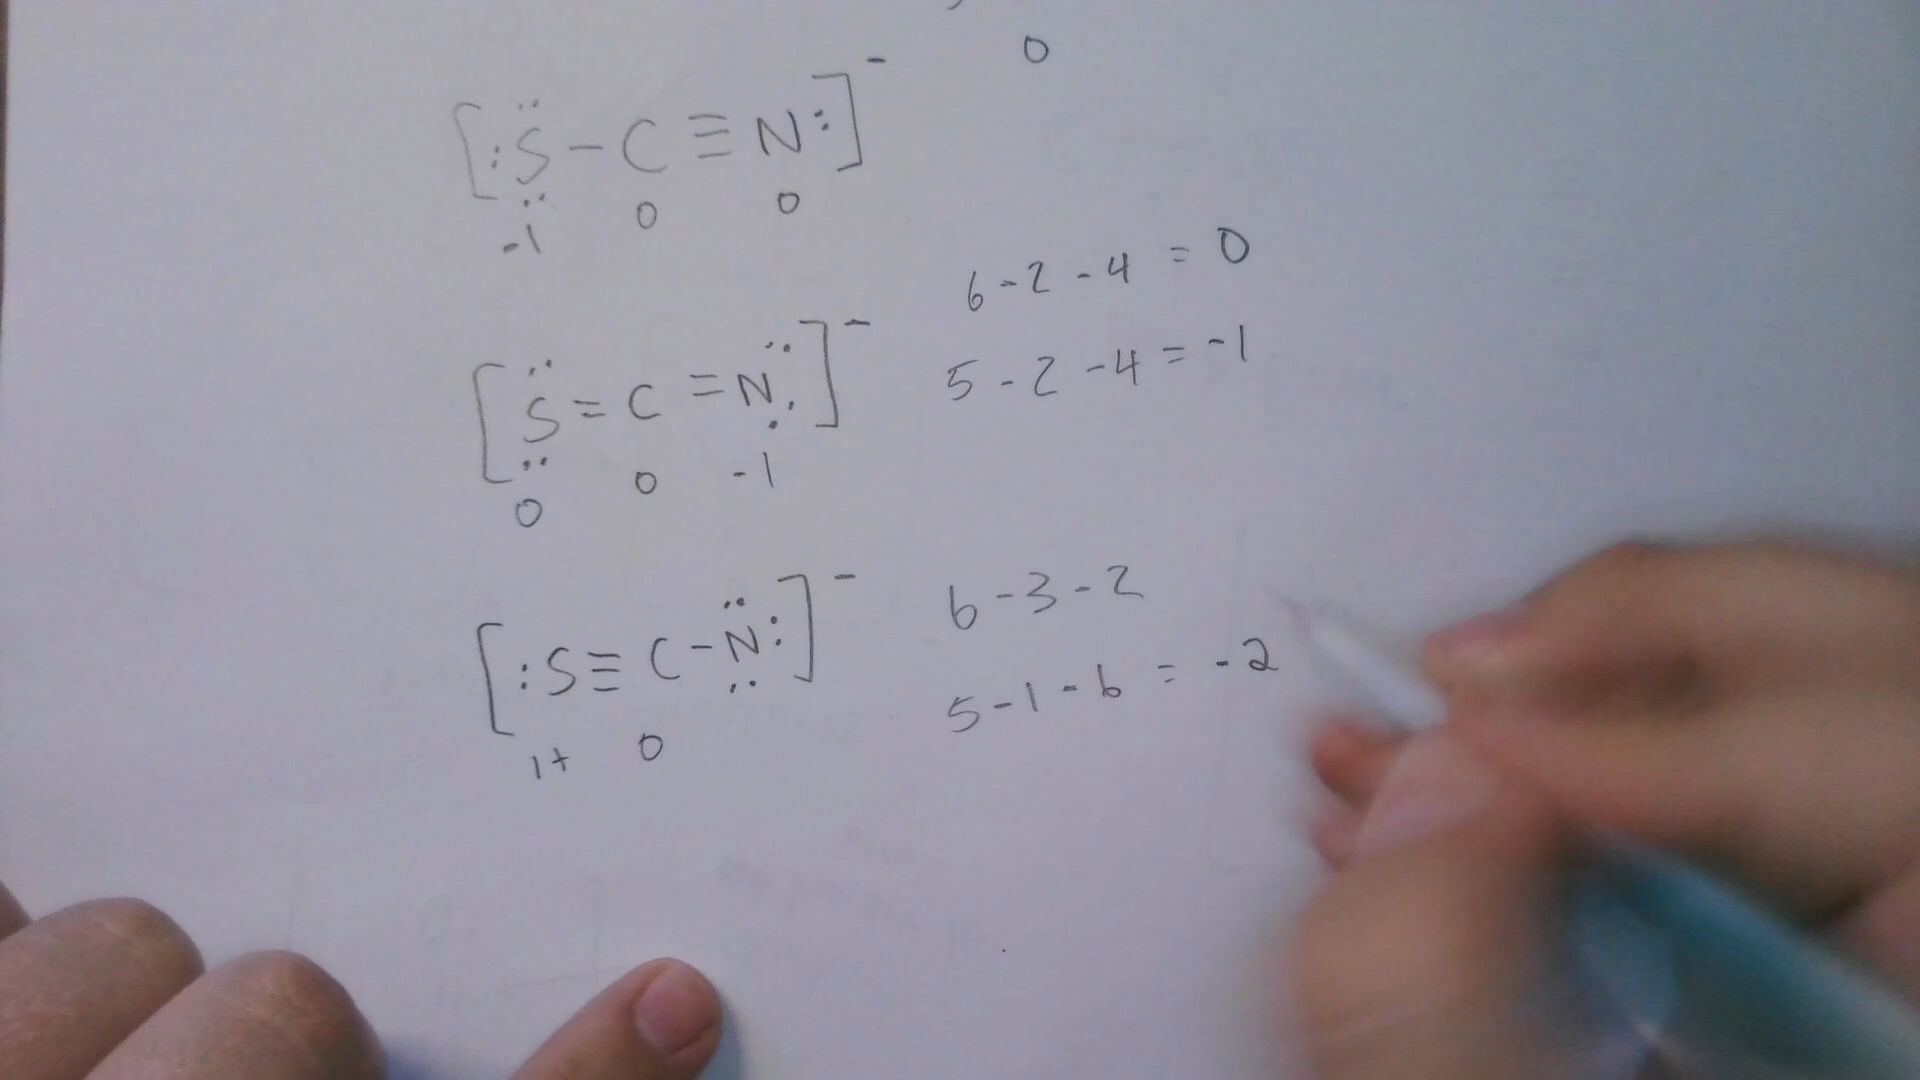 0
[:S̈-C≡N:]⁻
-1 0 0
6-2-4 = 0
[S̈=C=N̈]⁻
5-2-4 = -1
0 0 -1
[:S≡C-N̈:]⁻
6-3-2
5-1-6 = -2
1+ 0